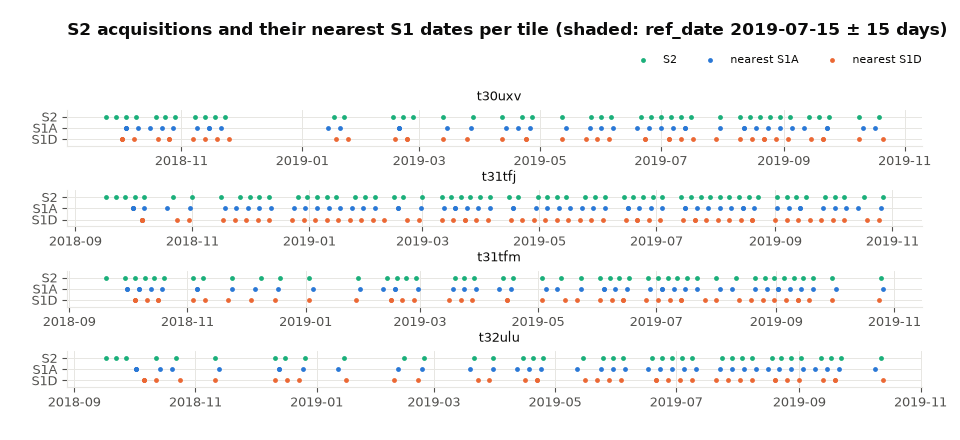 S2 acquisitions and their nearest S1 dates per tile (shaded: ref_date 2019-07-15 ± 15 days)
S2 nearest S1A nearest S1D
t30uxv
S2
S1A
S1D
2018-11 2019-01 2019-03 2019-05 2019-07 2019-09 2019-11
t31tfj
S2
S1A
S1D
2018-09 2018-11 2019-01 2019-03 2019-05 2019-07 2019-09 2019-11
t31tfm
S2
S1A
S1D
2018-09 2018-11 2019-01 2019-03 2019-05 2019-07 2019-09 2019-11
t32ulu
S2
S1A
S1D
2018-09 2018-11 2019-01 2019-03 2019-05 2019-07 2019-09 2019-11